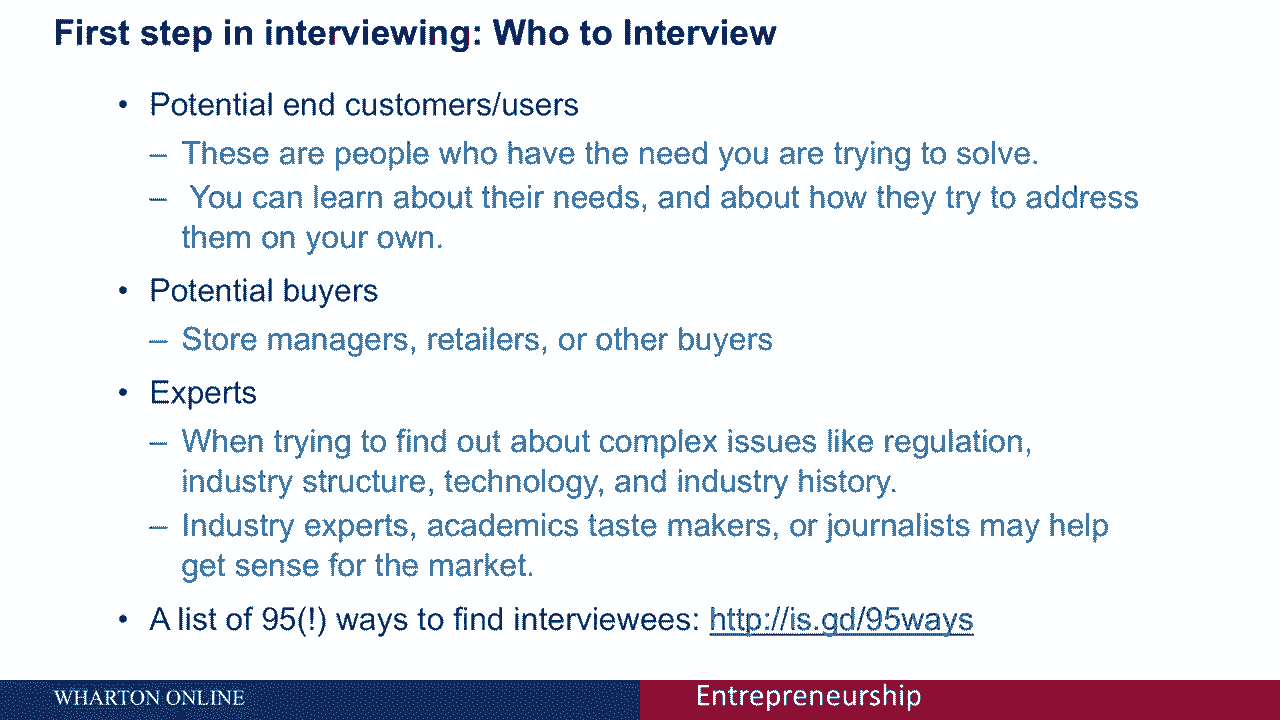 First step in interviewing: Who to Interview
• Potential end customers/users
– These are people who have the need you are trying to solve.
– You can learn about their needs, and about how they try to address
them on your own.
• Potential buyers
– Store managers, retailers, or other buyers
• Experts
– When trying to find out about complex issues like regulation,
industry structure, technology, and industry history.
– Industry experts, academics taste makers, or journalists may help
get sense for the market.
• A list of 95(!) ways to find interviewees: http://is.gd/95ways
WHARTON ONLINE
Entrepreneurship